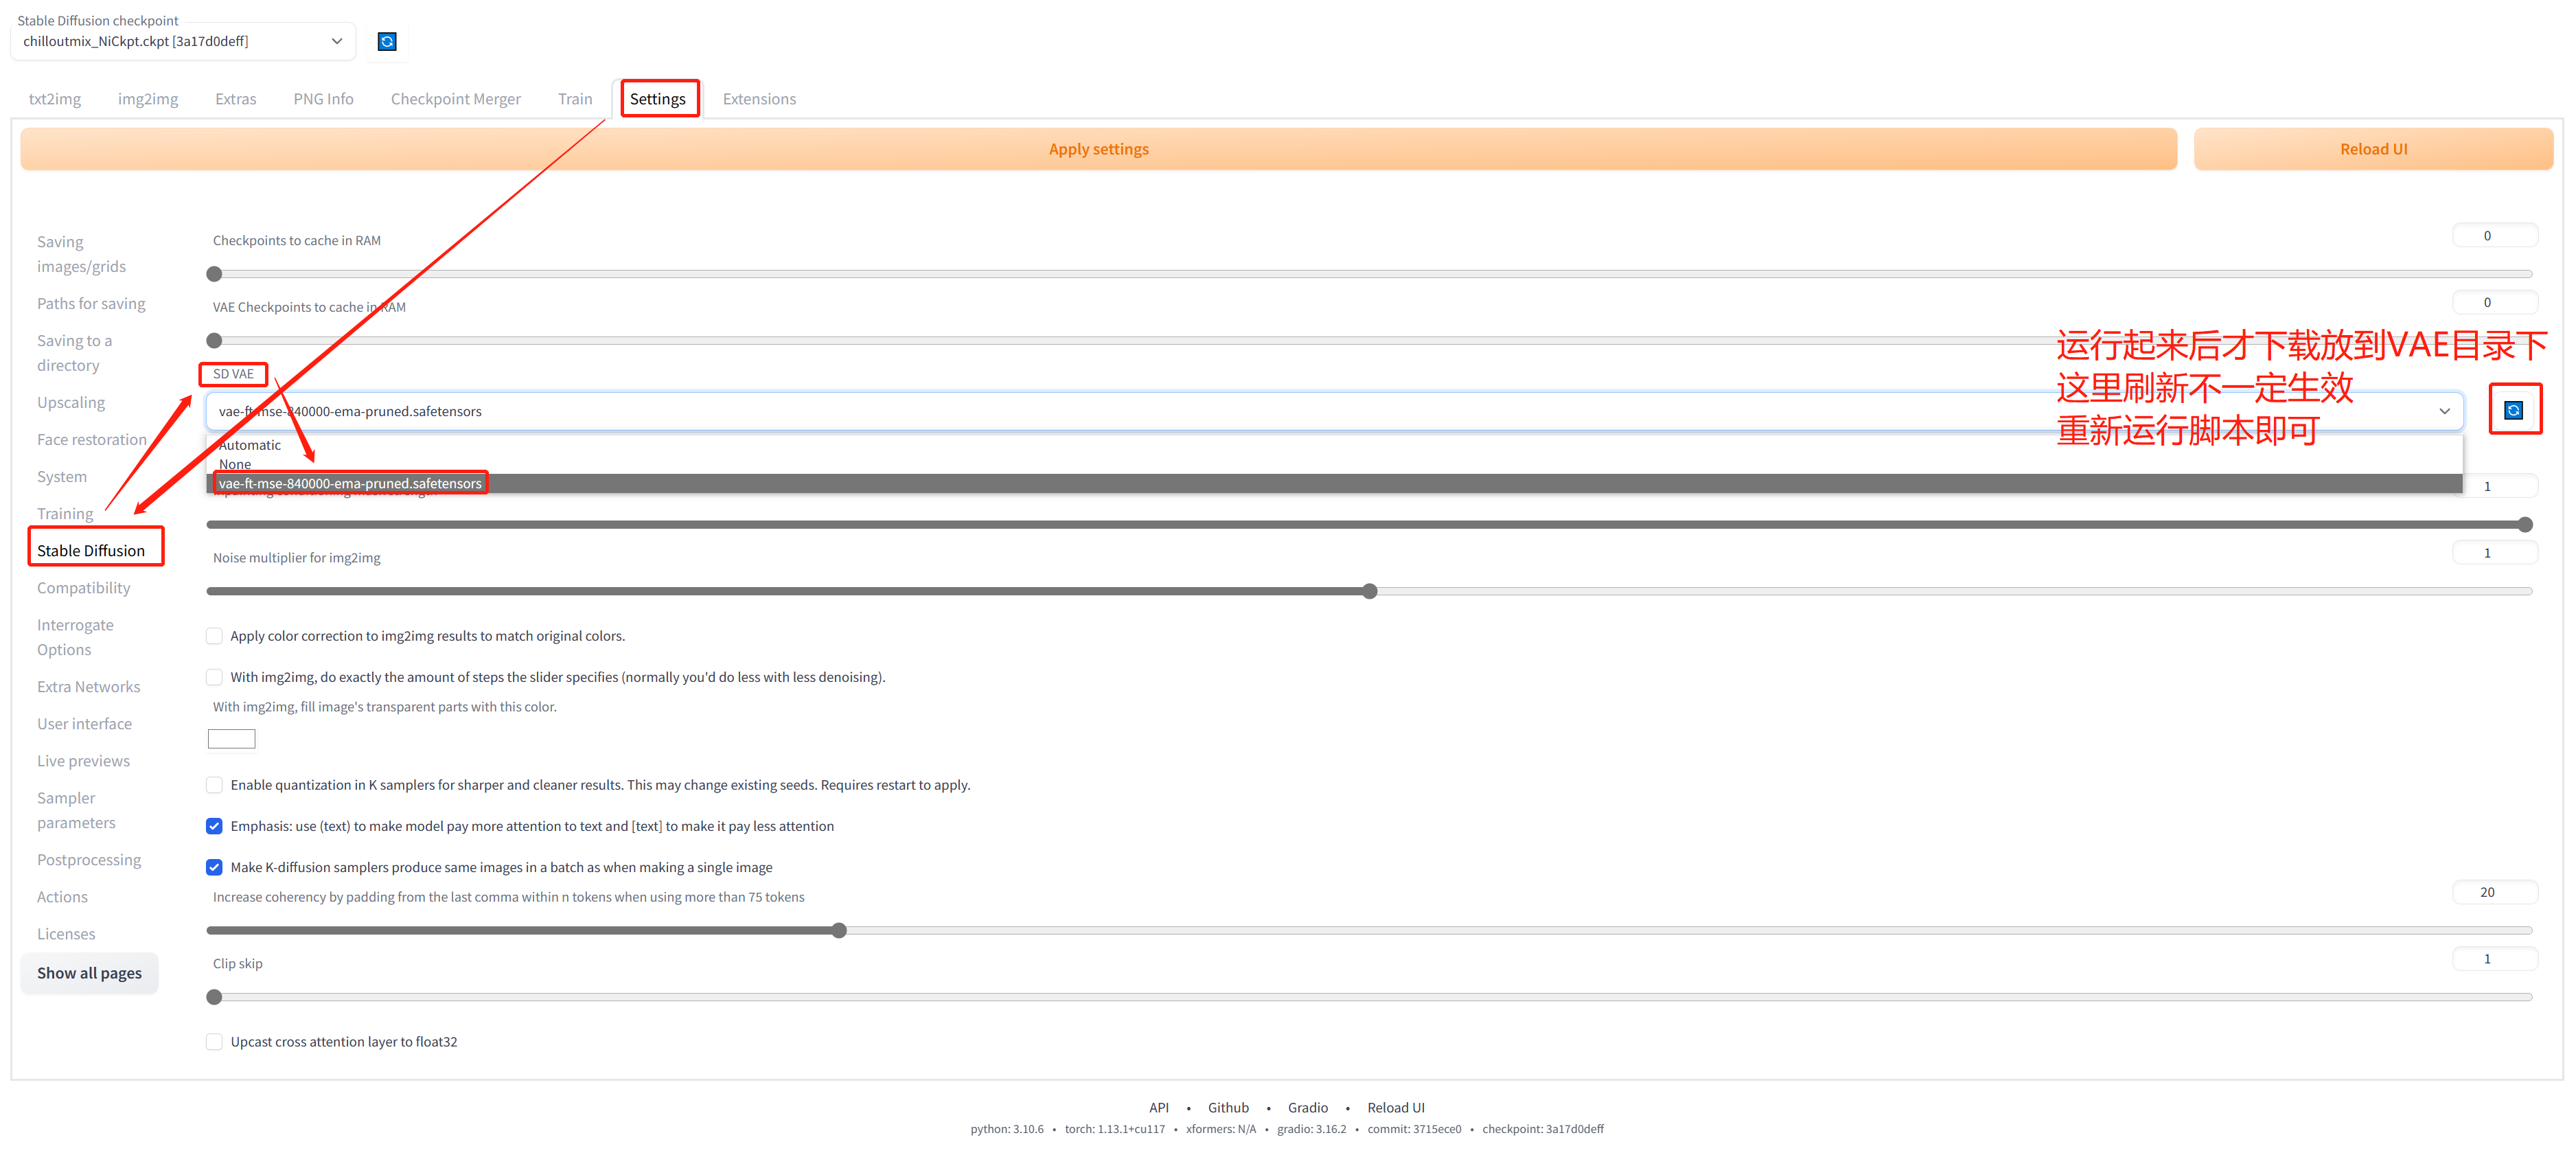 Stable Diffusion checkpoint
chilloutmix_NiCkpt.ckpt [3a17d0deff]
txt2img
img2img
Extras
PNG Info
Checkpoint Merger
Train
Settings
Extensions
Apply settings
Reload UI
Saving
images/grids
Paths for saving
Saving to a
directory
Upscaling
Face restoration
System
Training
Stable Diffusion
Compatibility
Interrogate
Options
Extra Networks
User interface
Live previews
Sampler
parameters
Postprocessing
Actions
Licenses
Show all pages
Checkpoints to cache in RAM
0
VAE Checkpoints to cache in RAM
0
SD VAE
vae-ft-mse-840000-ema-pruned.safetensors
Automatic
None
vae-ft-mse-840000-ema-pruned.safetensors
运行起来后才下载放到VAE目录下
这里刷新不一定生效
重新运行脚本即可
1
Noise multiplier for img2img
1
Apply color correction to img2img results to match original colors.
With img2img, do exactly the amount of steps the slider specifies (normally you'd do less with less denoising).
With img2img, fill image's transparent parts with this color.
Enable quantization in K samplers for sharper and cleaner results. This may change existing seeds. Requires restart to apply.
Emphasis: use (text) to make model pay more attention to text and [text] to make it pay less attention
Make K-diffusion samplers produce same images in a batch as when making a single image
Increase coherency by padding from the last comma within n tokens when using more than 75 tokens
20
Clip skip
1
Upcast cross attention layer to float32
API • Github • Gradio • Reload UI
python: 3.10.6 • torch: 1.13.1+cu117 • xformers: N/A • gradio: 3.16.2 • commit: 3715ece0 • checkpoint: 3a17d0deff